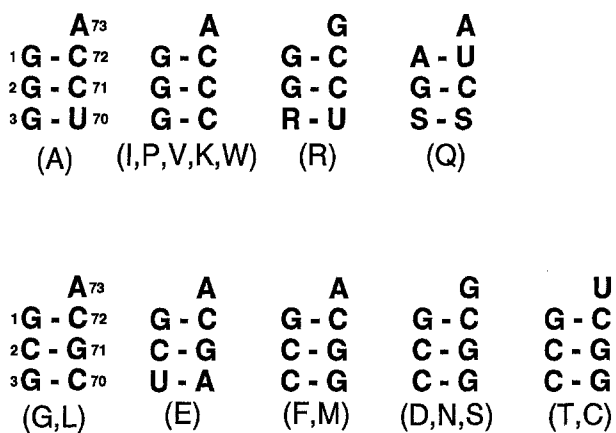 A73 A G A
1G - C72 G - C G - C A - U
2G - C71 G - C G - C G - C
3G - U70 G - C R - U S - S
(A) (I,P,V,K,W) (R) (Q)
A73 A A G U
1G - C72 G - C G - C G - C G - C
2C - G71 C - G C - G C - G C - G
3G - C70 U - A C - G C - G C - G
(G,L) (E) (F,M) (D,N,S) (T,C)